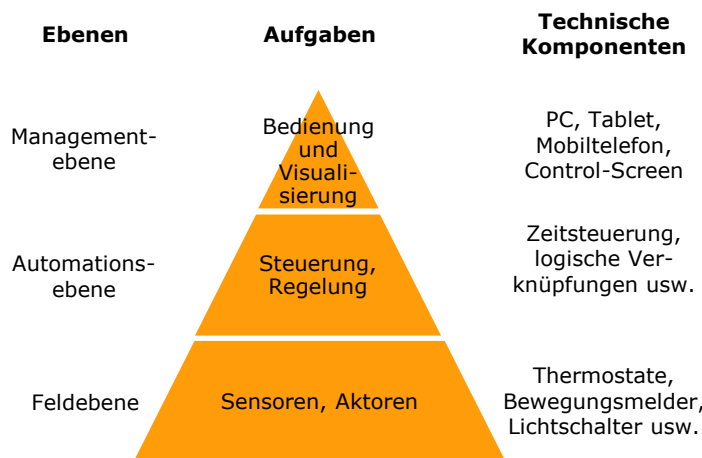 Ebenen
Aufgaben
Technische
Komponenten
Management-
ebene
Bedienung
und
Visuali-
sierung
PC, Tablet,
Mobiltelefon,
Control-Screen
Automations-
ebene
Steuerung,
Regelung
Zeitsteuerung,
logische Ver-
knüpfungen usw.
Feldebene
Sensoren, Aktoren
Thermostate,
Bewegungsmelder,
Lichtschalter usw.